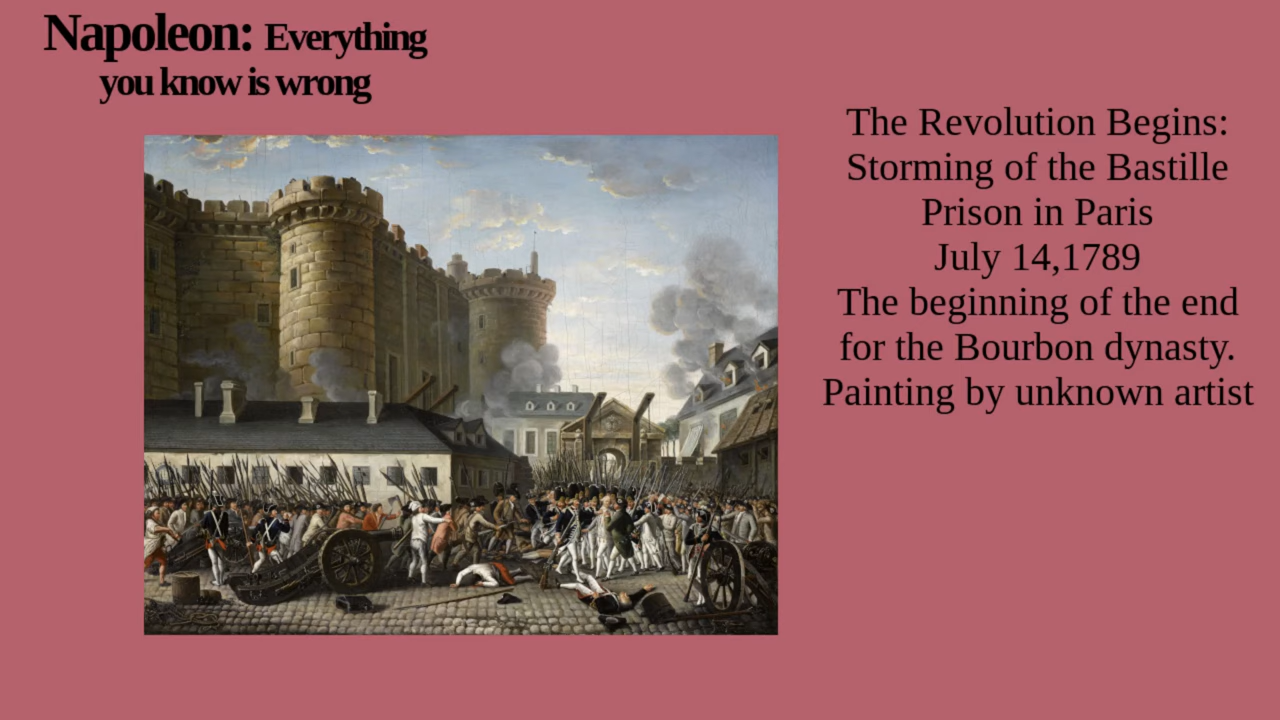 Napoleon: Everything
you know is wrong
The Revolution Begins:
Storming of the Bastille
Prison in Paris
July 14,1789
The beginning of the end
for the Bourbon dynasty.
Painting by unknown artist